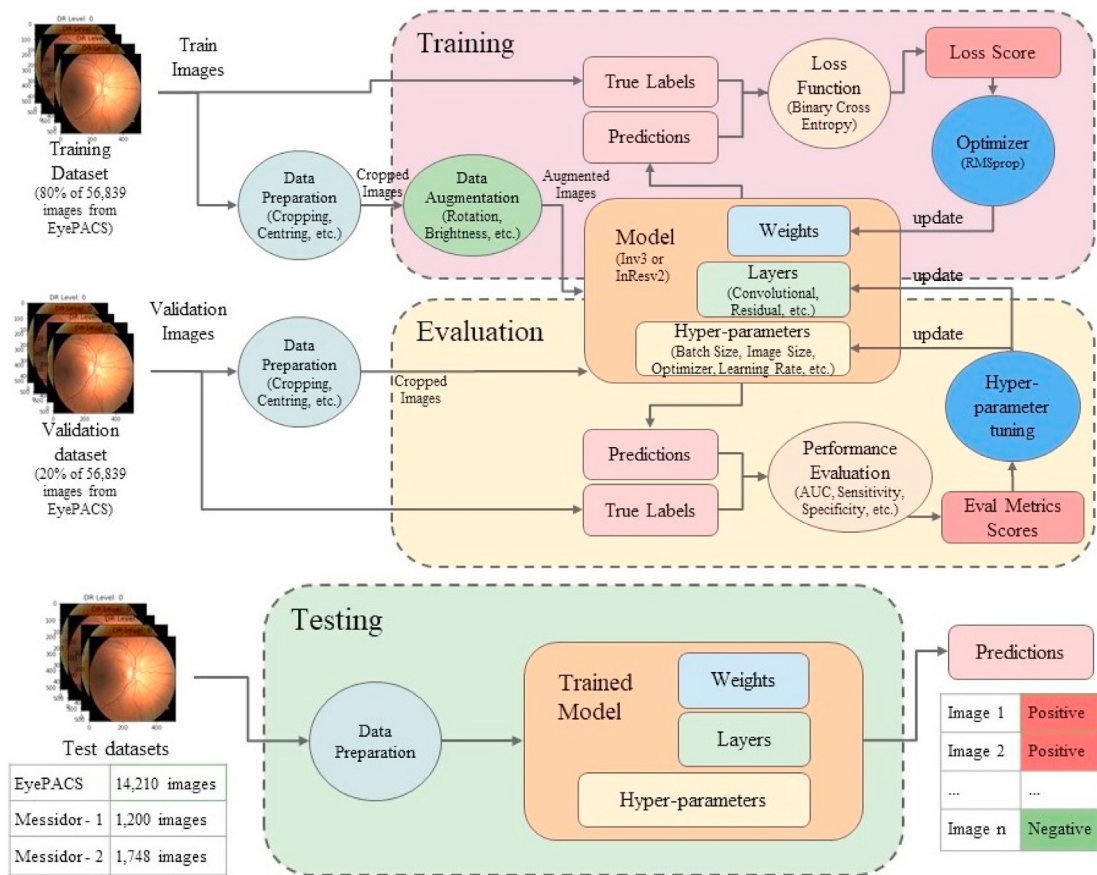 DR Level: 0
Training
Train
Images
Training
Dataset
(80% of 56,839
images from
EyePACS)
Data
Preparation
(Cropping,
Centring, etc.)
Cropped
Images
Data
Augmentation
(Rotation,
Brightness, etc.)
Augmented
Images
True Labels
Predictions
Loss
Function
(Binary Cross
Entropy)
Loss Score
Optimizer
(RMSprop)
update
Model
(Inv3 or
InResv2)
Weights
Layers
(Convolutional,
Residual, etc.)
Hyper-parameters
(Batch Size, Image Size,
Optimizer, Learning Rate, etc.)
update
update
DR Level: 0
Validation
Images
Validation
dataset
(20% of 56,839
images from
EyePACS)
Evaluation
Data
Preparation
(Cropping,
Centring, etc.)
Cropped
Images
Predictions
True Labels
Performance
Evaluation
(AUC, Sensitivity,
Specificity, etc.)
Eval Metrics
Scores
Hyper-
parameter
tuning
DR Level: 0
Test datasets
EyePACS 14,210 images
Messidor- 1 1,200 images
Messidor- 2 1,748 images
Testing
Data
Preparation
Trained
Model
Weights
Layers
Hyper-parameters
Predictions
Image 1 Positive
Image 2 Positive
... ...
Image n Negative